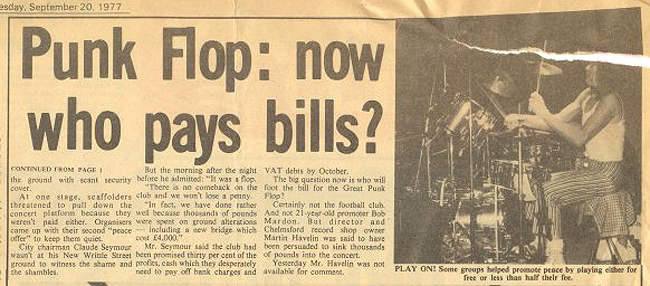 esday, September 20, 1977
Punk Flop: now
who pays bills?
CONTINUED FROM PAGE 1
the ground with scant security
cover.
At one stage, scaffolders
threatened to pull down the
concert platform because they
weren't paid either. Organisers
came up with their second "peace
offer" to keep them quiet.
City chairman Claude Seymour
wasn't at his New Writtle Street
ground to witness the shame and
the shambles.
But the morning after the night
before he admitted: "It was a flop.
"There is no comeback on the
club and we won't lose a penny.
"In fact, we have done rather
well because thousands of pounds
were spent on ground alterations
— including a new bridge which
cost £4,000."
Mr. Seymour said the club had
been promised thirty per cent of the
profits, cash which they desperately
need to pay off bank charges and
VAT debts by October.
The big question now is who will
foot the bill for the Great Punk
Flop?
Certainly not the football club.
And not 21-year-old promoter Bob
Mardon. But director and
Chelmsford record shop owner
Martin Havelin was said to have
been persuaded to sink thousands
of pounds into the concert.
Yesterday Mr. Havelin was not
available for comment.
PLAY ON! Some groups helped promote peace by playing either for
free or less than half their fee.